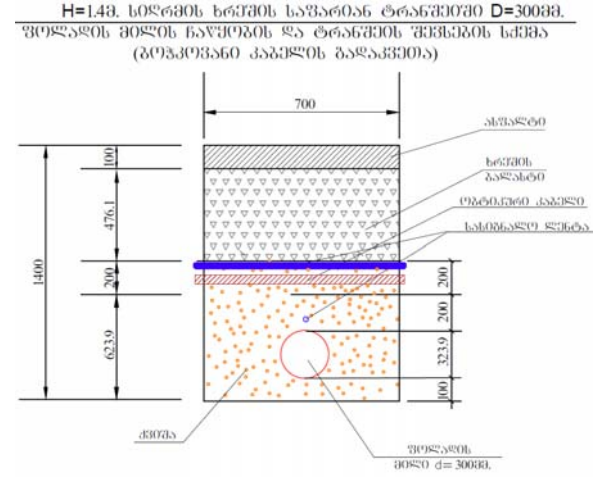 H=1.4მ. სიღრმის ხრეშის საფარიან ტრანშეიში D=300მმ.
ფოლადის მილის ჩაწყობის და ტრანშეის შევსების სქემა
(ბოჭკოვანი კაბელის გადაკვეთა)
700
ასფალტი
100
ხრეშის
ბალასტი
476.1
ოპტიკური კაბელი
სასიგნალო ლენტა
1400
200
200
200
623.9
323.9
100
ქვიშა
ფოლადის
მილი d= 300მმ.